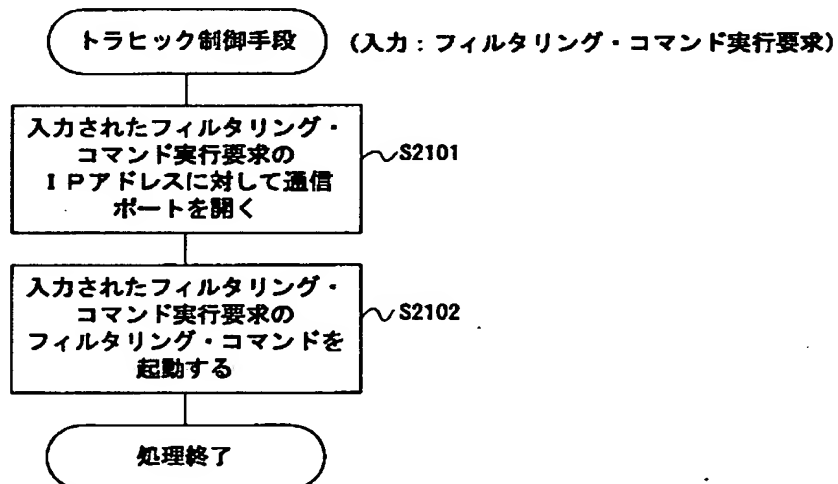 トラヒック制御手段
(入力:フィルタリング・コマンド実行要求)
入力されたフィルタリング・
コマンド実行要求の
IPアドレスに対して通信
ポートを開く
S2101
入力されたフィルタリング・
コマンド実行要求の
フィルタリング・コマンドを
起動する
S2102
処理終了